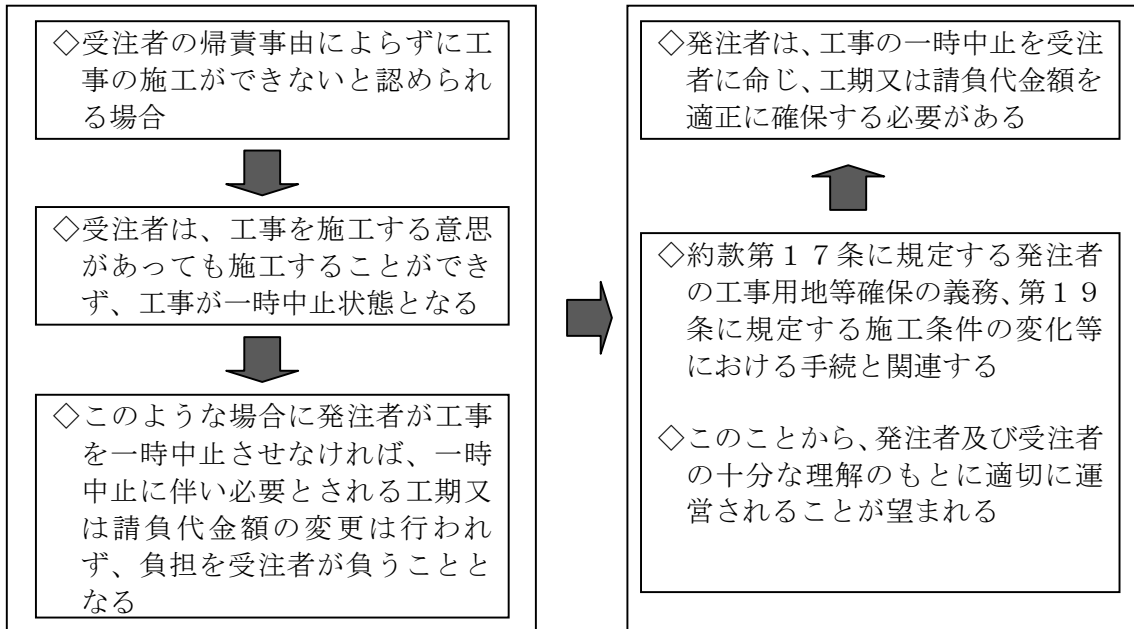 ◇受注者の帰責事由によらずに工
事の施工ができないと認められ
る場合
◇受注者は、工事を施工する意思
があっても施工することができ
ず、工事が一時中止状態となる
◇このような場合に発注者が工事
を一時中止させなければ、一時
中止に伴い必要とされる工期又
は請負代金額の変更は行われ
ず、負担を受注者が負うことと
なる
◇約款第１７条に規定する発注者
の工事用地等確保の義務、第１９
条に規定する施工条件の変化等
における手続と関連する
◇このことから、発注者及び受注者
の十分な理解のもとに適切に運
営されることが望まれる
◇発注者は、工事の一時中止を受注
者に命じ、工期又は請負代金額を
適正に確保する必要がある